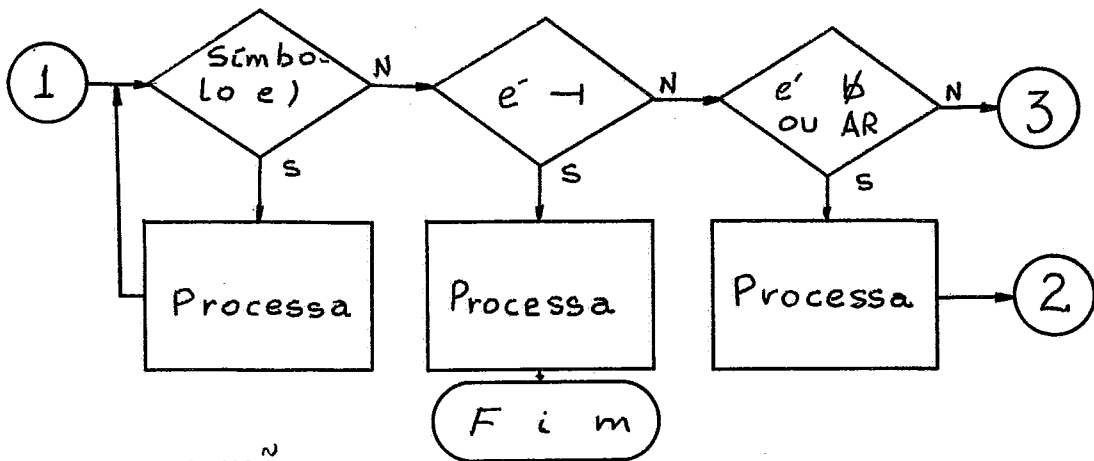 1
Símbo-
lo e )
N
S
Processa
é ⊣
N
S
Processa
F i m
é ␢
ou AR
N
S
Processa
3
2